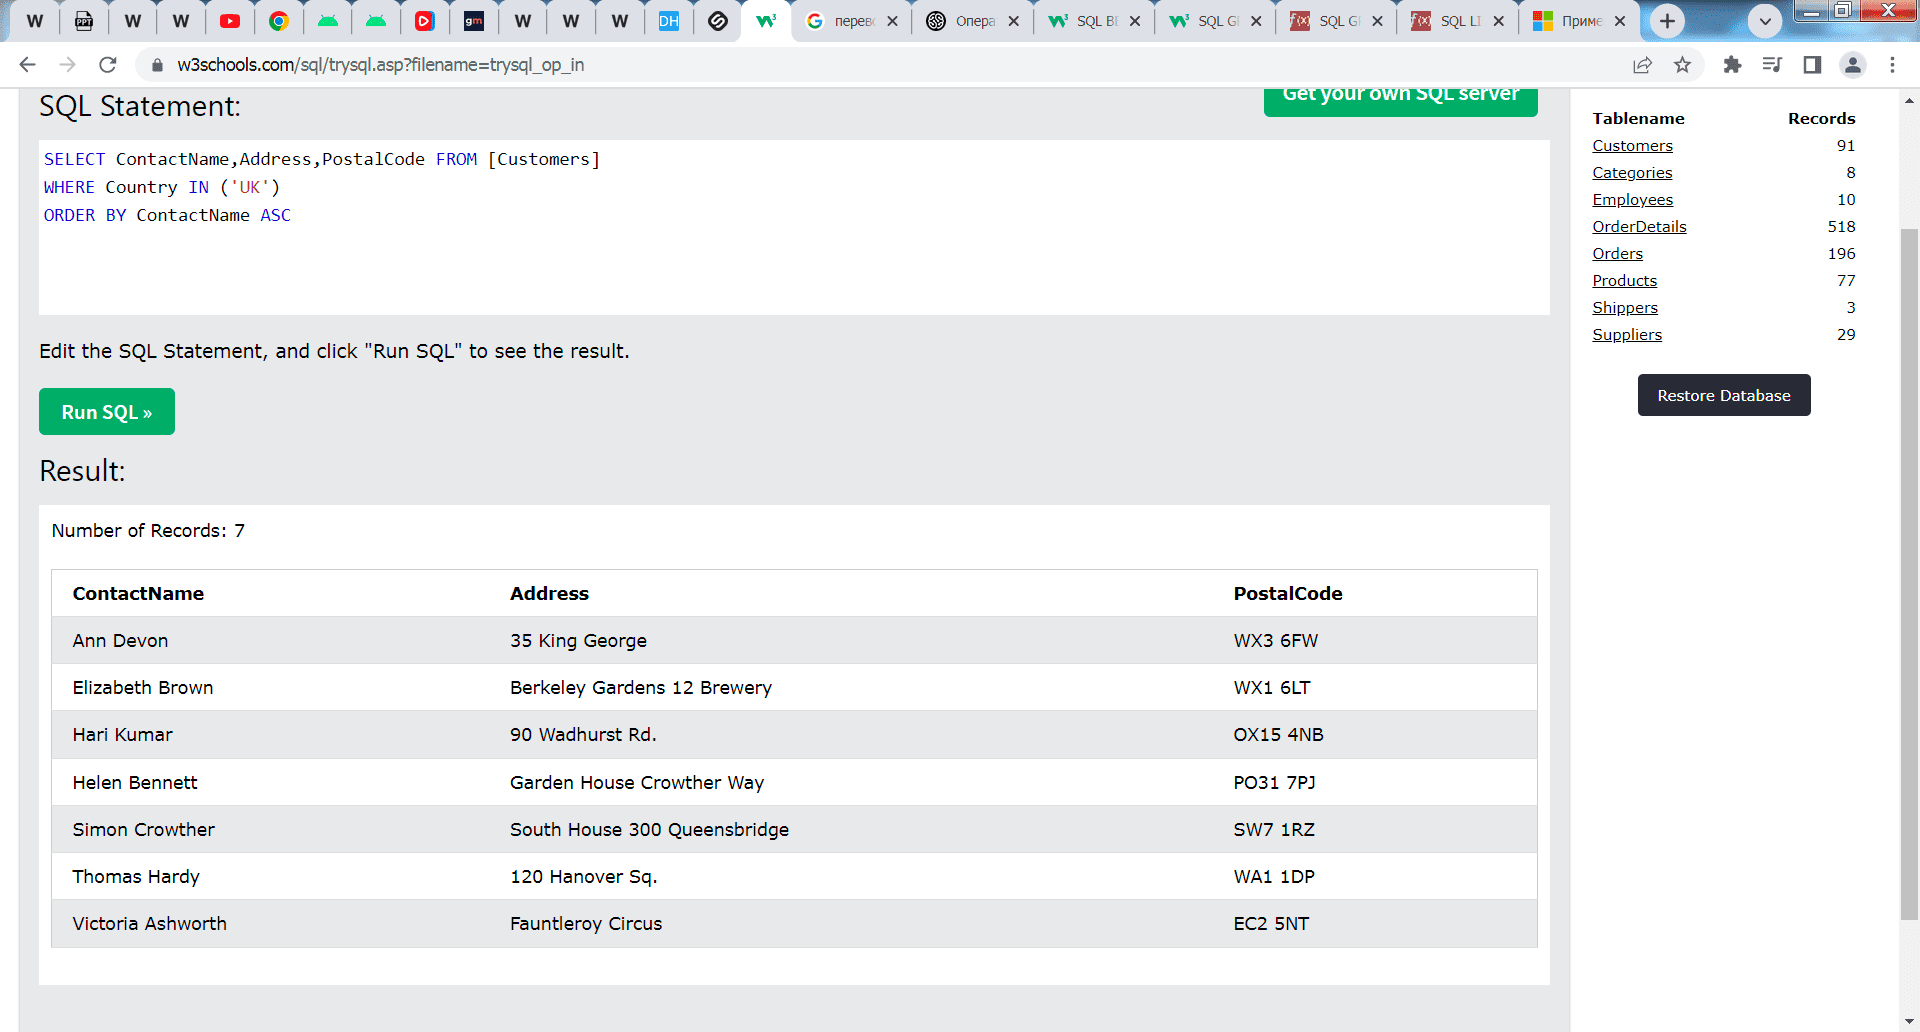 W PPT W W gm W W W DH перев Опера SQL BE SQL GE SQL GI SQL LI Приме
w3schools.com/sql/trysql.asp?filename=trysql_op_in
SQL Statement:
Get your own SQL server
SELECT ContactName,Address,PostalCode FROM [Customers]
WHERE Country IN ('UK')
ORDER BY ContactName ASC
Edit the SQL Statement, and click "Run SQL" to see the result.
Run SQL »
Result:
Number of Records: 7
ContactName Address PostalCode
Ann Devon 35 King George WX3 6FW
Elizabeth Brown Berkeley Gardens 12 Brewery WX1 6LT
Hari Kumar 90 Wadhurst Rd. OX15 4NB
Helen Bennett Garden House Crowther Way PO31 7PJ
Simon Crowther South House 300 Queensbridge SW7 1RZ
Thomas Hardy 120 Hanover Sq. WA1 1DP
Victoria Ashworth Fauntleroy Circus EC2 5NT
Tablename Records
Customers 91
Categories 8
Employees 10
OrderDetails 518
Orders 196
Products 77
Shippers 3
Suppliers 29
Restore Database